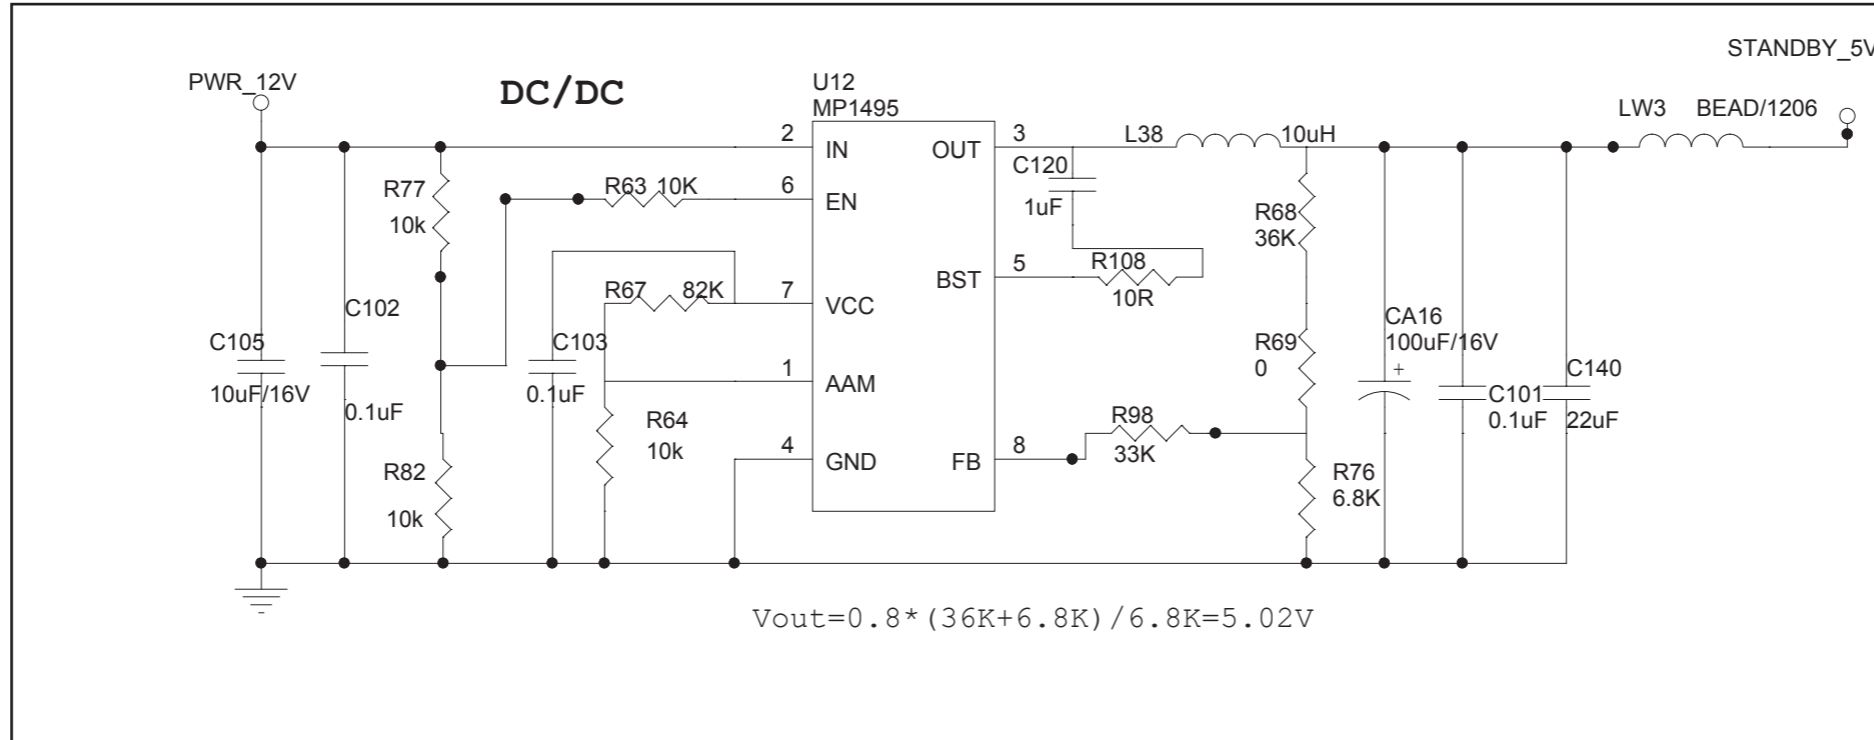 STANDBY_5V
PWR_12V
DC/DC
U12
MP1495
LW3 BEAD/1206
2 IN OUT 3
L38 10uH
C120
1uF
R77
10k
R63 10K
6 EN
R68
36K
5 BST
R108
10R
R67 82K
7 VCC
C102
0.1uF
C105
10uF/16V
C103
0.1uF
CA16
100uF/16V
+
R69
0
C140
22uF
C101
0.1uF
1 AAM
R64
10k
R98
33K
4 GND FB 8
R82
10k
R76
6.8K
Vout=0.8*(36K+6.8K)/6.8K=5.02V